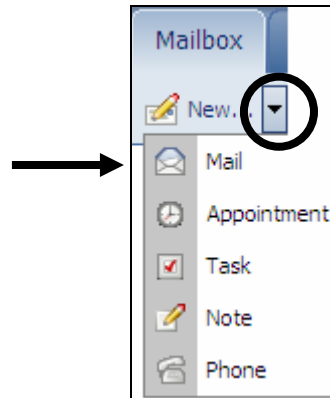 Mailbox
New...
Mail
Appointment
Task
Note
Phone